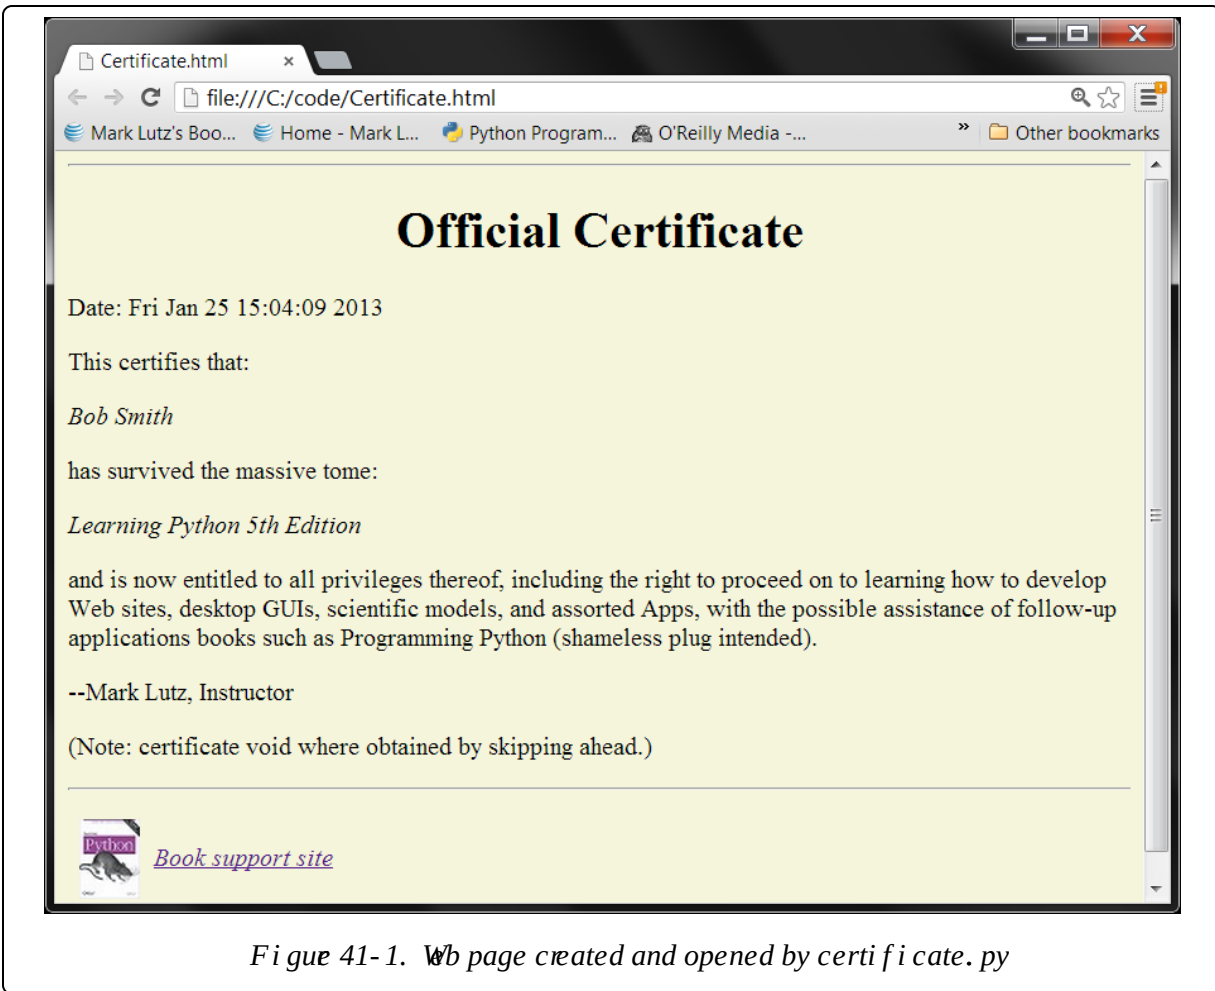 Certificate.html
file:///C:/code/Certificate.html
Mark Lutz's Boo... Home - Mark L... Python Program... O'Reilly Media -... » Other bookmarks
Official Certificate
Date: Fri Jan 25 15:04:09 2013
This certifies that:
Bob Smith
has survived the massive tome:
Learning Python 5th Edition
and is now entitled to all privileges thereof, including the right to proceed on to learning how to develop
Web sites, desktop GUIs, scientific models, and assorted Apps, with the possible assistance of follow-up
applications books such as Programming Python (shameless plug intended).
--Mark Lutz, Instructor
(Note: certificate void where obtained by skipping ahead.)
Python
Book support site
Figure 41-1. Web page created and opened by certificate.py